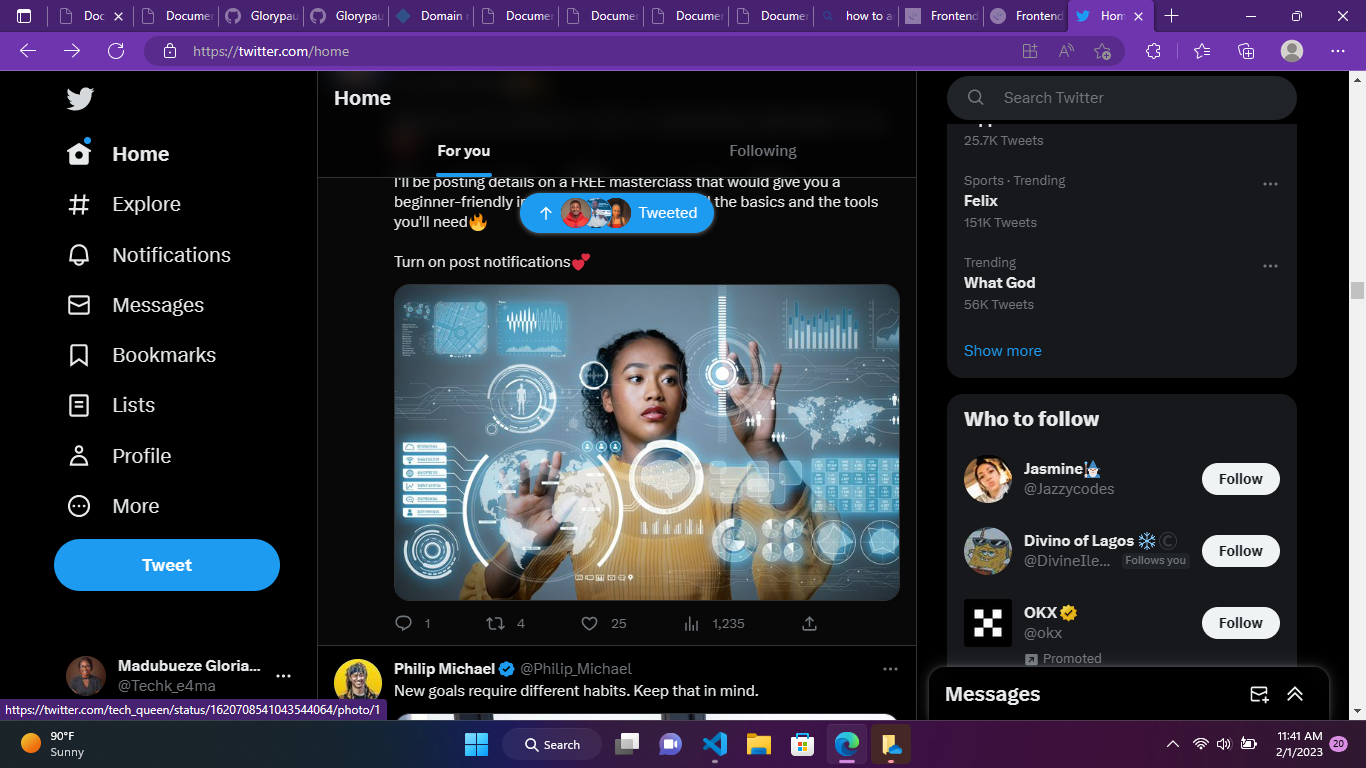 Doc
Documen
Glorypau
Glorypau
Domain n
Documen
Documen
Documen
Documen
how to a
Frontend
Frontend
Hom
https://twitter.com/home
Home
For you
Following
Home
Explore
Notifications
Messages
Bookmarks
Lists
Profile
More
Tweet
Madubueze Gloria...
@Techk_e4ma
I'll be posting details on a FREE masterclass that would give you a
beginner-friendly in
the basics and the tools
you'll need🔥
Tweeted
Turn on post notifications💕
1
4
25
1,235
Philip Michael @Philip_Michael
New goals require different habits. Keep that in mind.
Search Twitter
25.7K Tweets
Sports · Trending
Felix
151K Tweets
Trending
What God
56K Tweets
Show more
Who to follow
Jasmine
@Jazzycodes
Follow
Divino of Lagos ❄️©
@DivineIle... Follows you
Follow
OKX
@okx
Follow
Promoted
Messages
https://twitter.com/tech_queen/status/1620708541043544064/photo/1
90°F
Sunny
Search
11:41 AM
2/1/2023
20